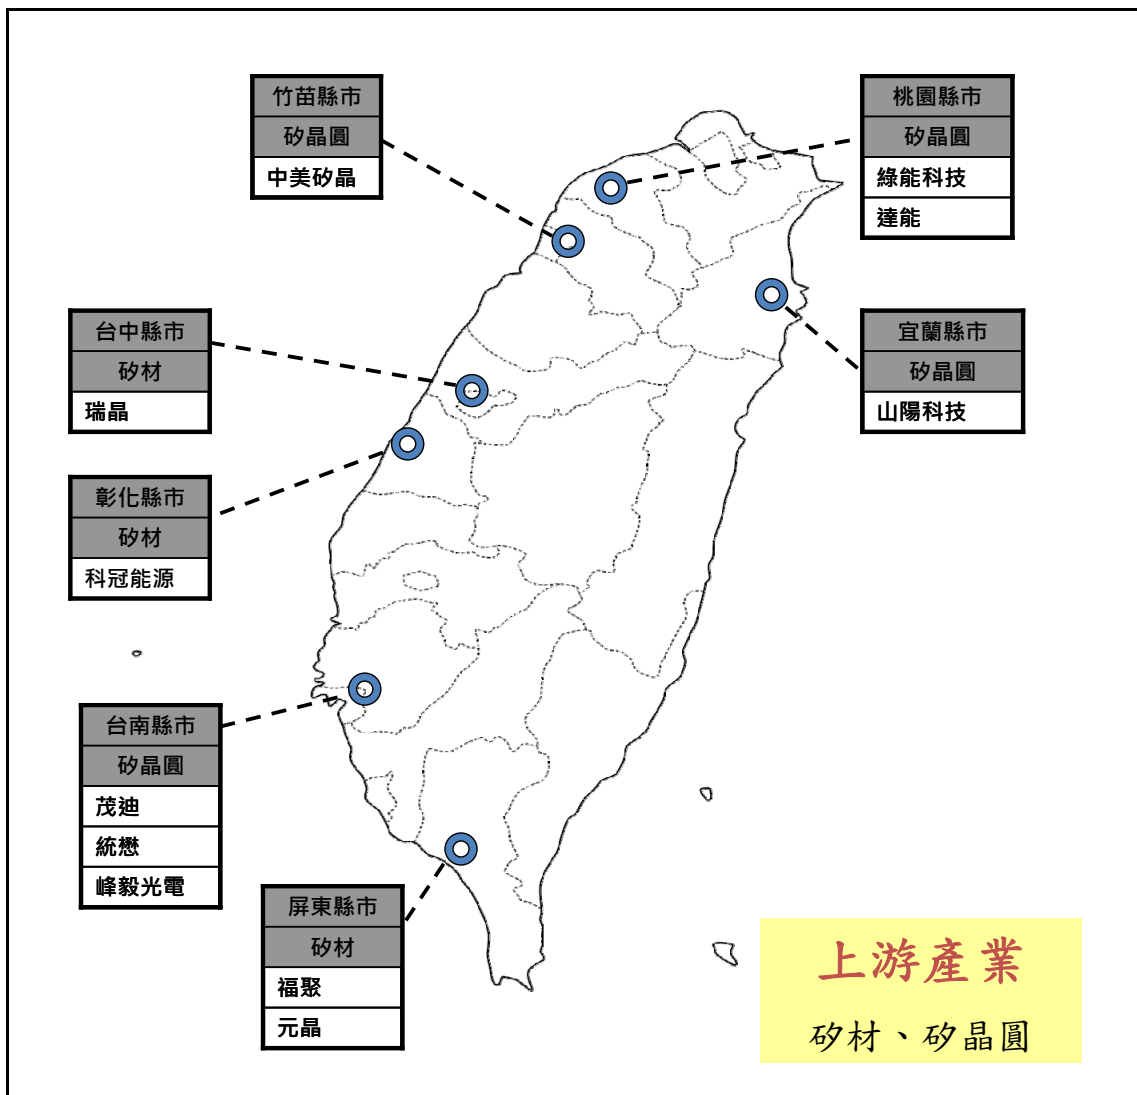 竹苗縣市
矽晶圓
中美矽晶
桃園縣市
矽晶圓
綠能科技
達能
台中縣市
矽材
瑞晶
宜蘭縣市
矽晶圓
山陽科技
彰化縣市
矽材
科冠能源
台南縣市
矽晶圓
茂迪
統懋
峰毅光電
屏東縣市
矽材
福聚
元晶
上游產業
矽材、矽晶圓